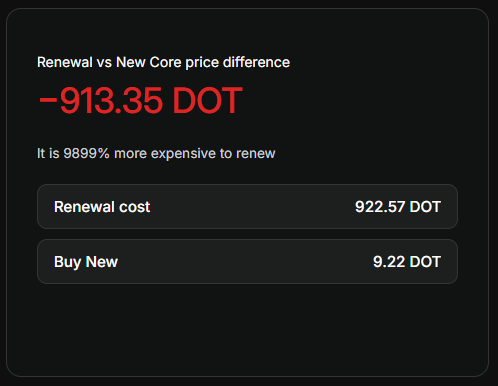 Renewal vs New Core price difference
−913.35 DOT
It is 9899% more expensive to renew
Renewal cost 922.57 DOT
Buy New 9.22 DOT